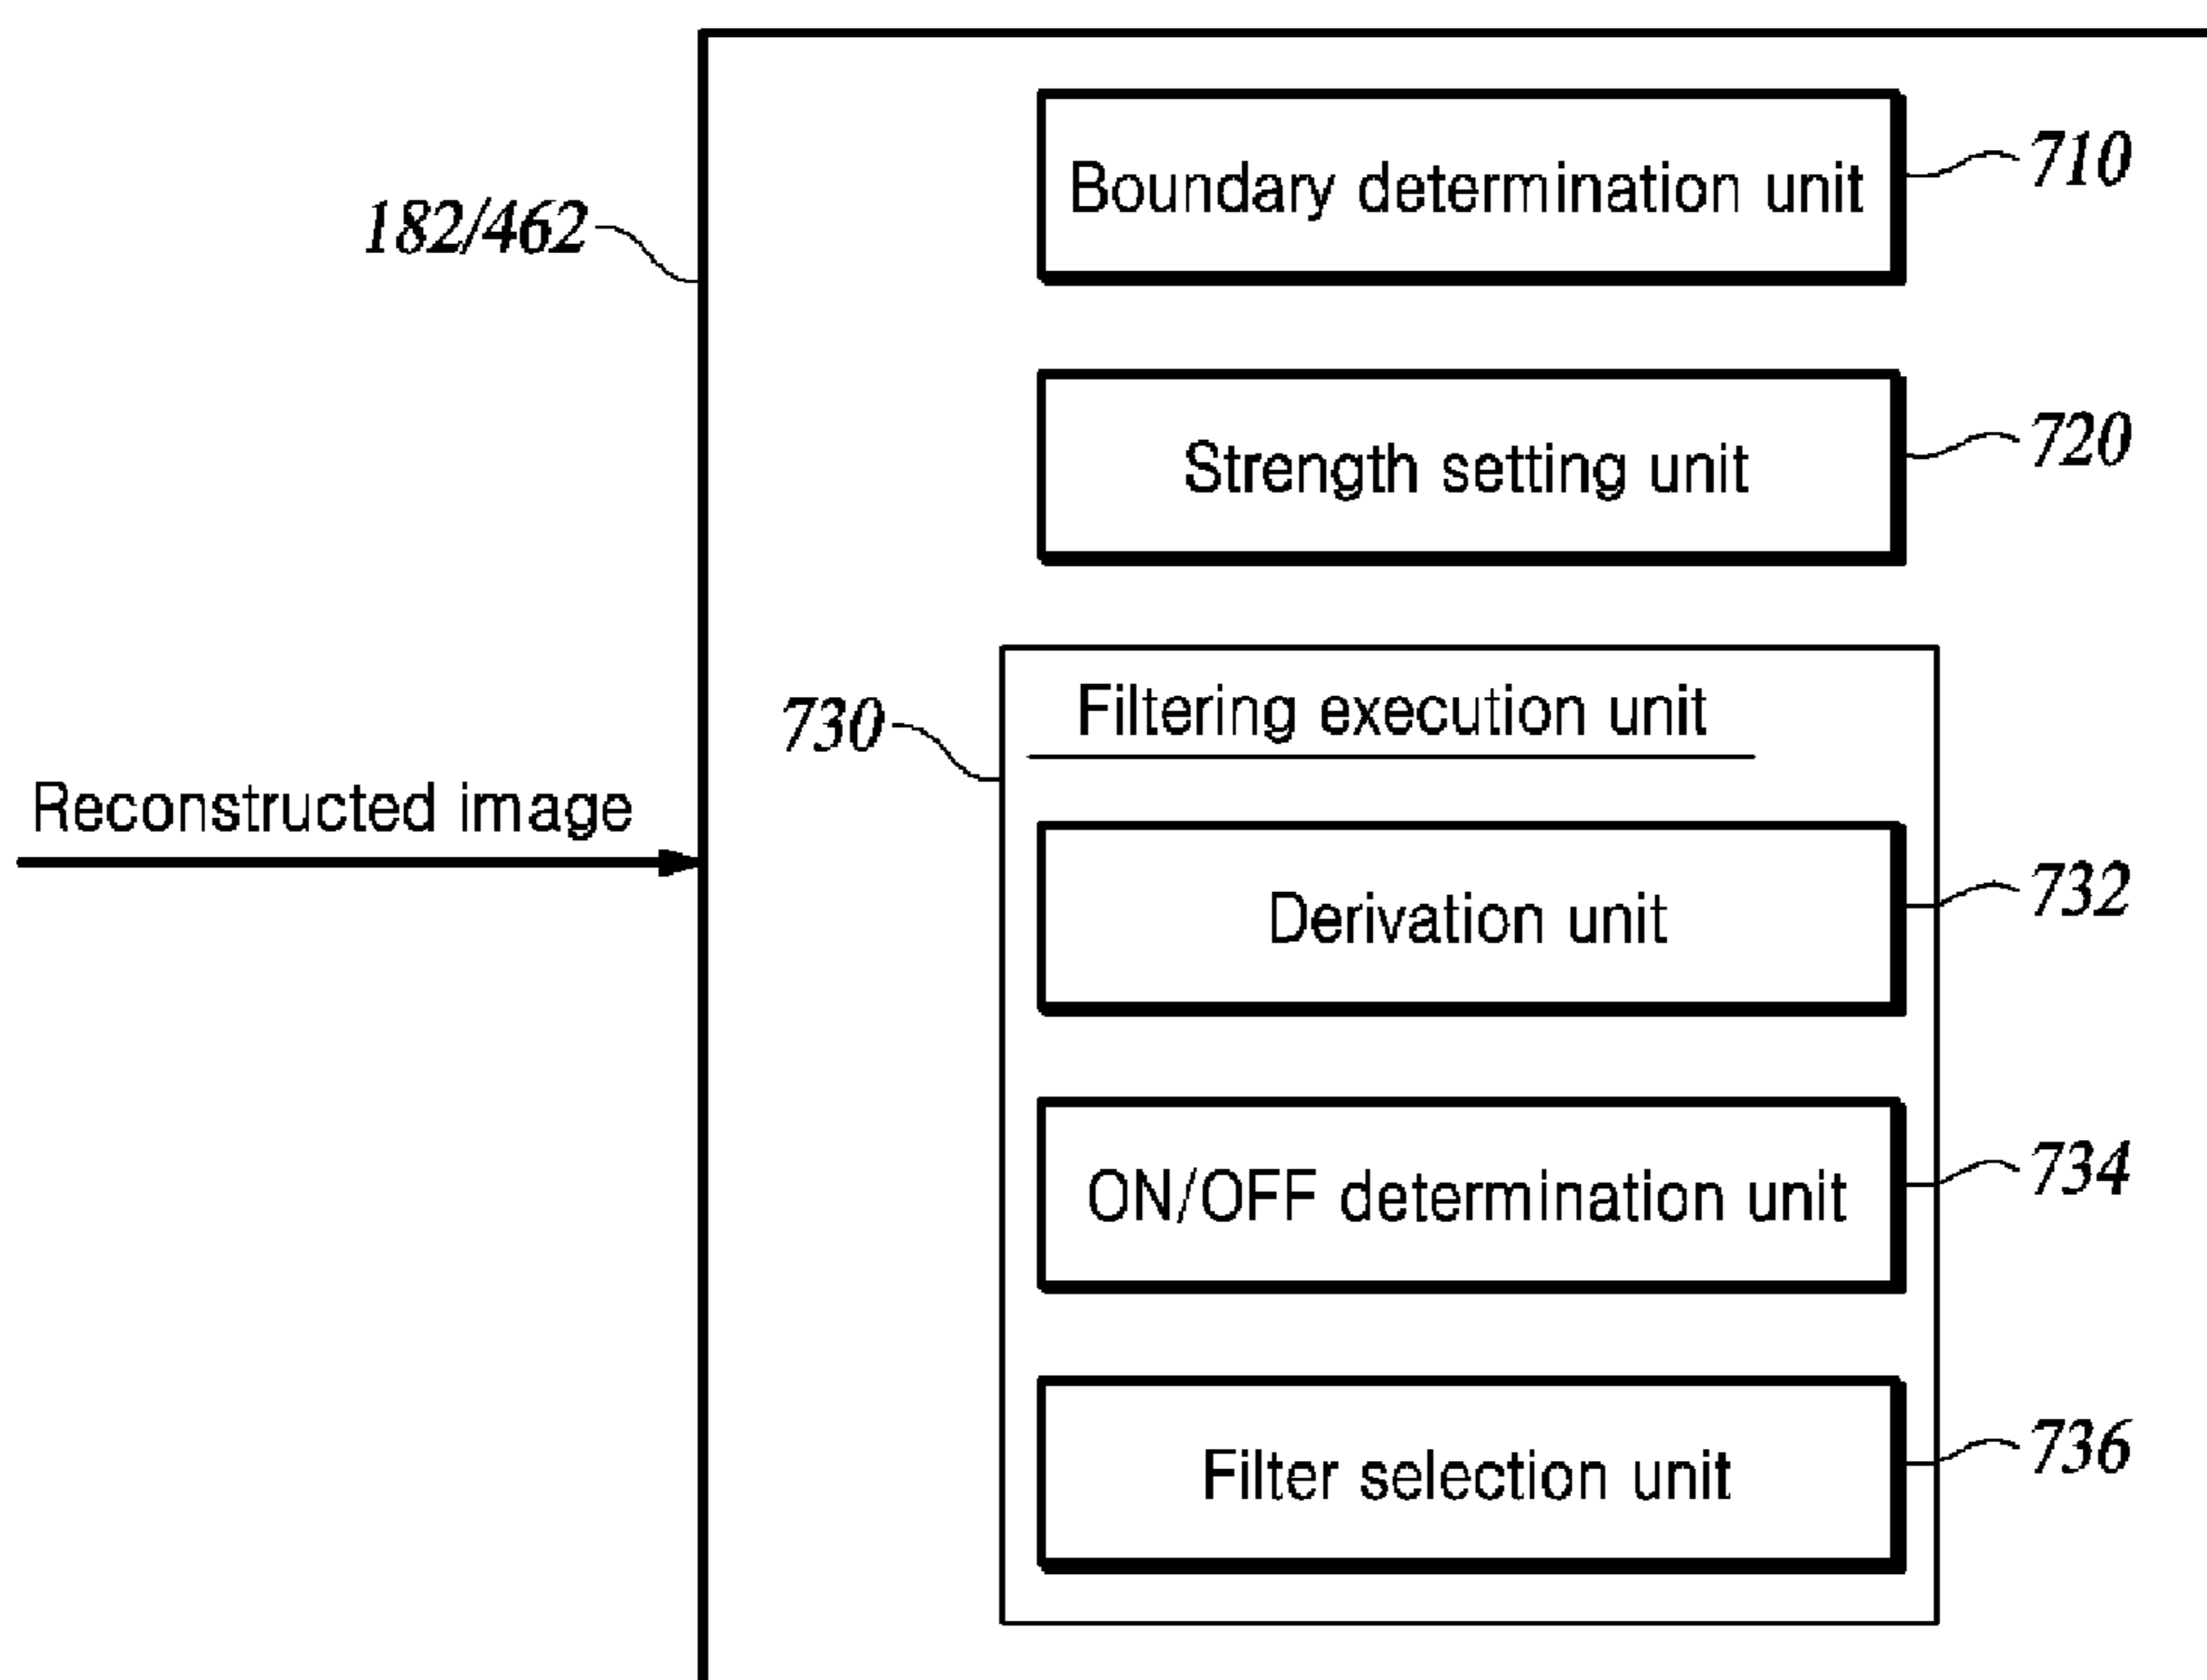 Boundary determination unit
710
182/462
Strength setting unit
720
730
Filtering execution unit
Reconstructed image
Derivation unit
732
ON/OFF determination unit
734
Filter selection unit
736